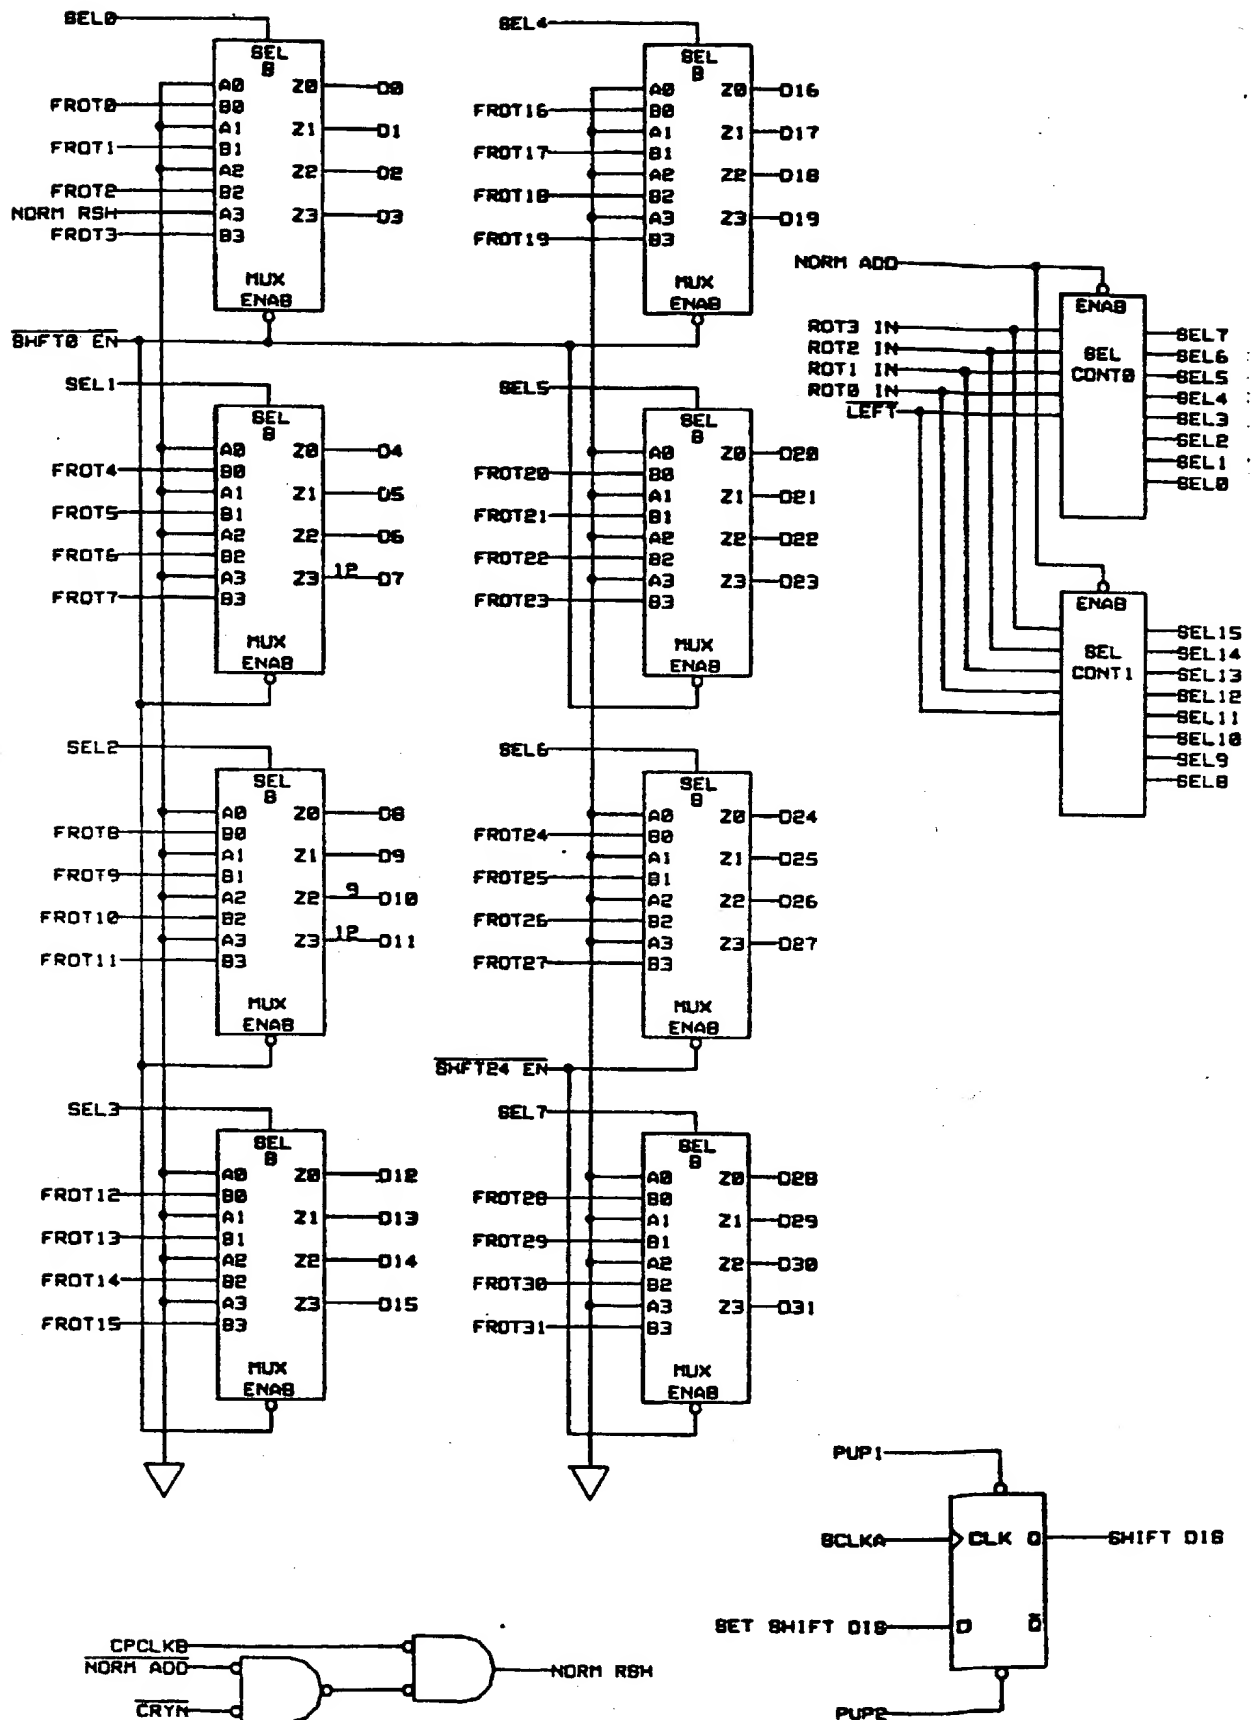 SEL0
SEL
B
A0 Z0 D0
FROT0 B0
A1 Z1 D1
FROT1 B1
A2 Z2 D2
FROT2 B2
NORM RSH A3 Z3 D3
FROT3 B3
MUX
ENAB
SHFT0 EN
SEL1
SEL
B
A0 Z0 D4
FROT4 B0
A1 Z1 D5
FROT5 B1
A2 Z2 D6
FROT6 B2
A3 Z3 12 D7
FROT7 B3
MUX
ENAB
SEL2
SEL
B
A0 Z0 D8
FROT8 B0
A1 Z1 D9
FROT9 B1
A2 Z2 9 D10
FROT10 B2
A3 Z3 12 D11
FROT11 B3
MUX
ENAB
SEL3
SEL
B
A0 Z0 D12
FROT12 B0
A1 Z1 D13
FROT13 B1
A2 Z2 D14
FROT14 B2
A3 Z3 D15
FROT15 B3
MUX
ENAB
SEL4
SEL
B
A0 Z0 D16
FROT16 B0
A1 Z1 D17
FROT17 B1
A2 Z2 D18
FROT18 B2
A3 Z3 D19
FROT19 B3
MUX
ENAB
SEL5
SEL
B
A0 Z0 D20
FROT20 B0
A1 Z1 D21
FROT21 B1
A2 Z2 D22
FROT22 B2
A3 Z3 D23
FROT23 B3
MUX
ENAB
SEL6
SEL
B
A0 Z0 D24
FROT24 B0
A1 Z1 D25
FROT25 B1
A2 Z2 D26
FROT26 B2
A3 Z3 D27
FROT27 B3
MUX
ENAB
SHFT24 EN
SEL7
SEL
B
A0 Z0 D28
FROT28 B0
A1 Z1 D29
FROT29 B1
A2 Z2 D30
FROT30 B2
A3 Z3 D31
FROT31 B3
MUX
ENAB
NORM ADD
ENAB
ROT3 IN SEL7
ROT2 IN SEL SEL6
ROT1 IN CONT0 SEL5
ROT0 IN SEL4
LEFT SEL3
SEL2
SEL1
SEL0
ENAB
SEL15
SEL SEL14
CONT1 SEL13
SEL12
SEL11
SEL10
SEL9
SEL8
PUP1
SCLKA CLK Q SHIFT DIS
SET SHIFT DIS D Q
PUP2
CPCLKB
NORM ADD NORM RSH
CRYN